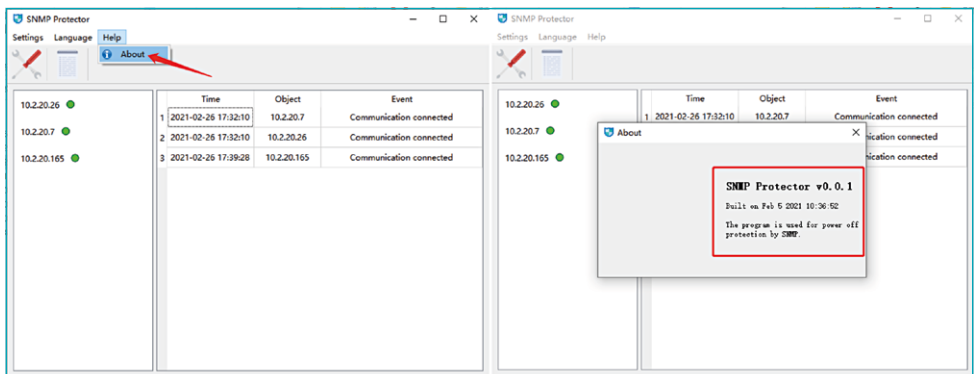 SNMP Protector
Settings Language Help
About
10.2.20.26
10.2.20.7
10.2.20.165
Time Object Event
1 2021-02-26 17:32:10 10.2.20.7 Communication connected
2 2021-02-26 17:32:10 10.2.20.26 Communication connected
3 2021-02-26 17:39:28 10.2.20.165 Communication connected
SNMP Protector
Settings Language Help
10.2.20.26
10.2.20.7
10.2.20.165
Time Object Event
1 2021-02-26 17:32:10 10.2.20.7 Communication connected
nication connected
nication connected
About
SNMP Protector v0.0.1
Built on Feb 5 2021 10:36:52
The program is used for power off
protection by SNMP.